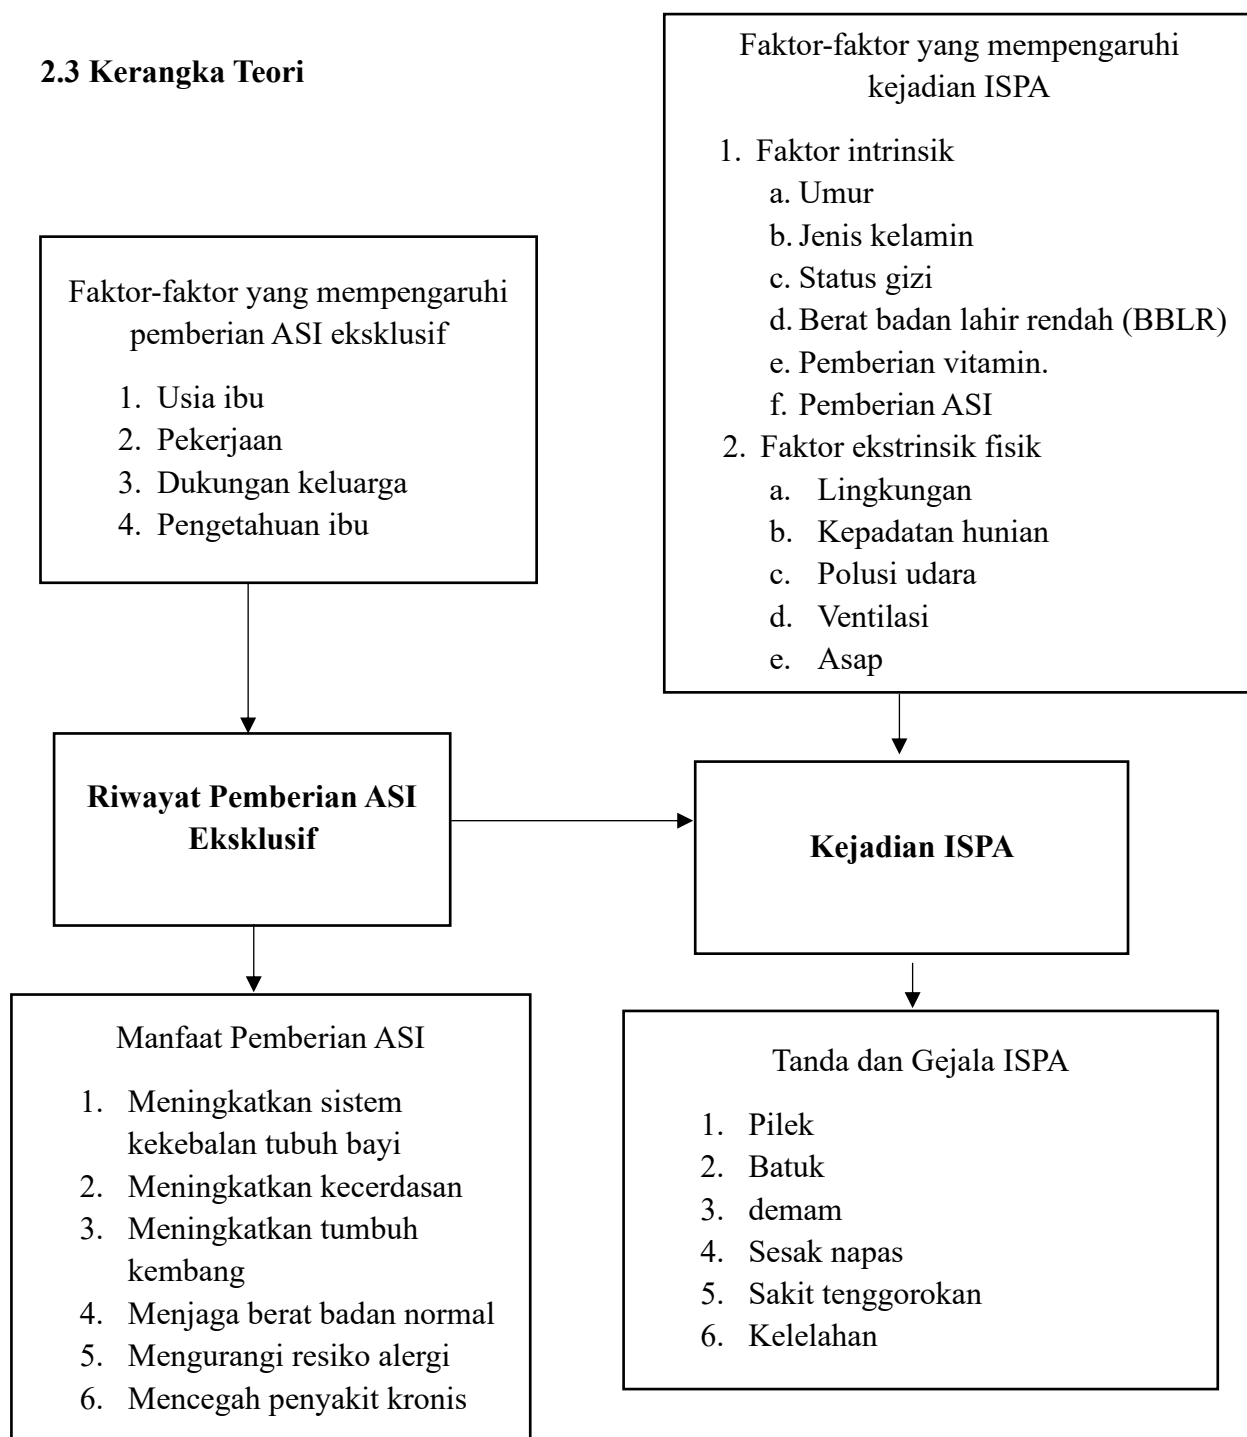 2.3 Kerangka Teori
Faktor-faktor yang mempengaruhi
kejadian ISPA
1. Faktor intrinsik
a. Umur
b. Jenis kelamin
c. Status gizi
d. Berat badan lahir rendah (BBLR)
e. Pemberian vitamin.
f. Pemberian ASI
2. Faktor ekstrinsik fisik
a. Lingkungan
b. Kepadatan hunian
c. Polusi udara
d. Ventilasi
e. Asap
Faktor-faktor yang mempengaruhi
pemberian ASI eksklusif
1. Usia ibu
2. Pekerjaan
3. Dukungan keluarga
4. Pengetahuan ibu
Riwayat Pemberian ASI
Eksklusif
Kejadian ISPA
Manfaat Pemberian ASI
1. Meningkatkan sistem
kekebalan tubuh bayi
2. Meningkatkan kecerdasan
3. Meningkatkan tumbuh
kembang
4. Menjaga berat badan normal
5. Mengurangi resiko alergi
6. Mencegah penyakit kronis
Tanda dan Gejala ISPA
1. Pilek
2. Batuk
3. demam
4. Sesak napas
5. Sakit tenggorokan
6. Kelelahan